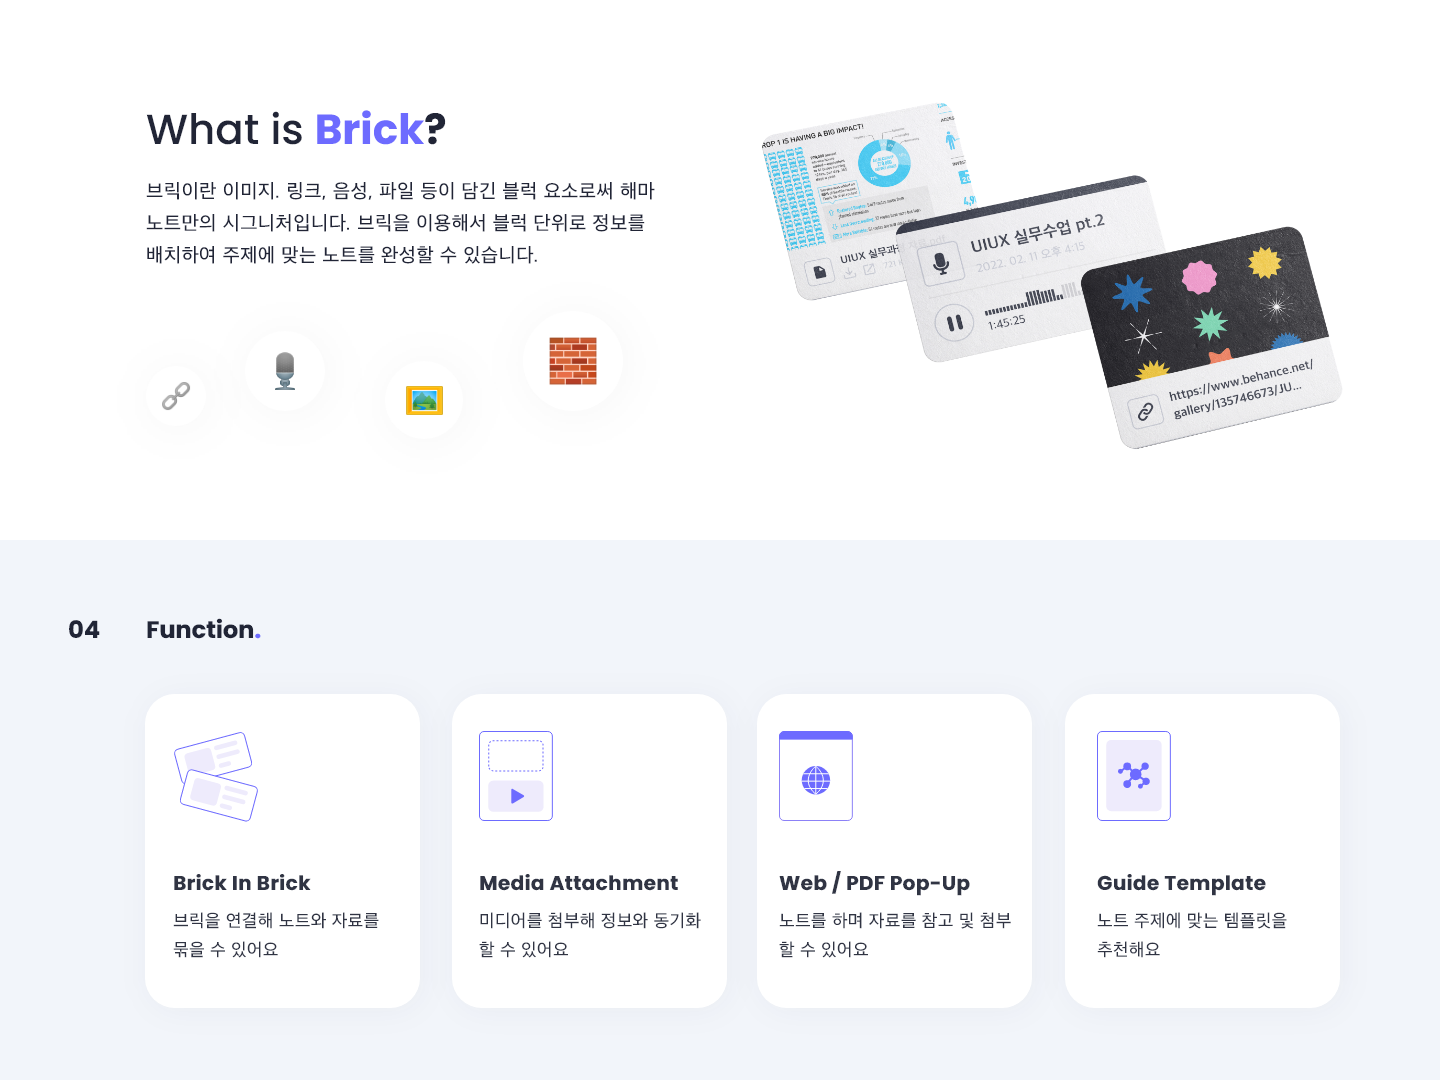 What is Brick?
브릭이란 이미지. 링크, 음성, 파일 등이 담긴 블럭 요소로써 해마
노트만의 시그니처입니다. 브릭을 이용해서 블럭 단위로 정보를
배치하여 주제에 맞는 노트를 완성할 수 있습니다.
ROP 1 IS HAVING A BIG IMPACT!
UIUX 실무과
UIUX 실무수업 pt.2
2022. 02. 11 오후 4:15
1:45:25
https://www.behance.net/
gallery/135746673/JU...
04 Function.
Brick In Brick
브릭을 연결해 노트와 자료를
묶을 수 있어요
Media Attachment
미디어를 첨부해 정보와 동기화
할 수 있어요
Web / PDF Pop-Up
노트를 하며 자료를 참고 및 첨부
할 수 있어요
Guide Template
노트 주제에 맞는 템플릿을
추천해요